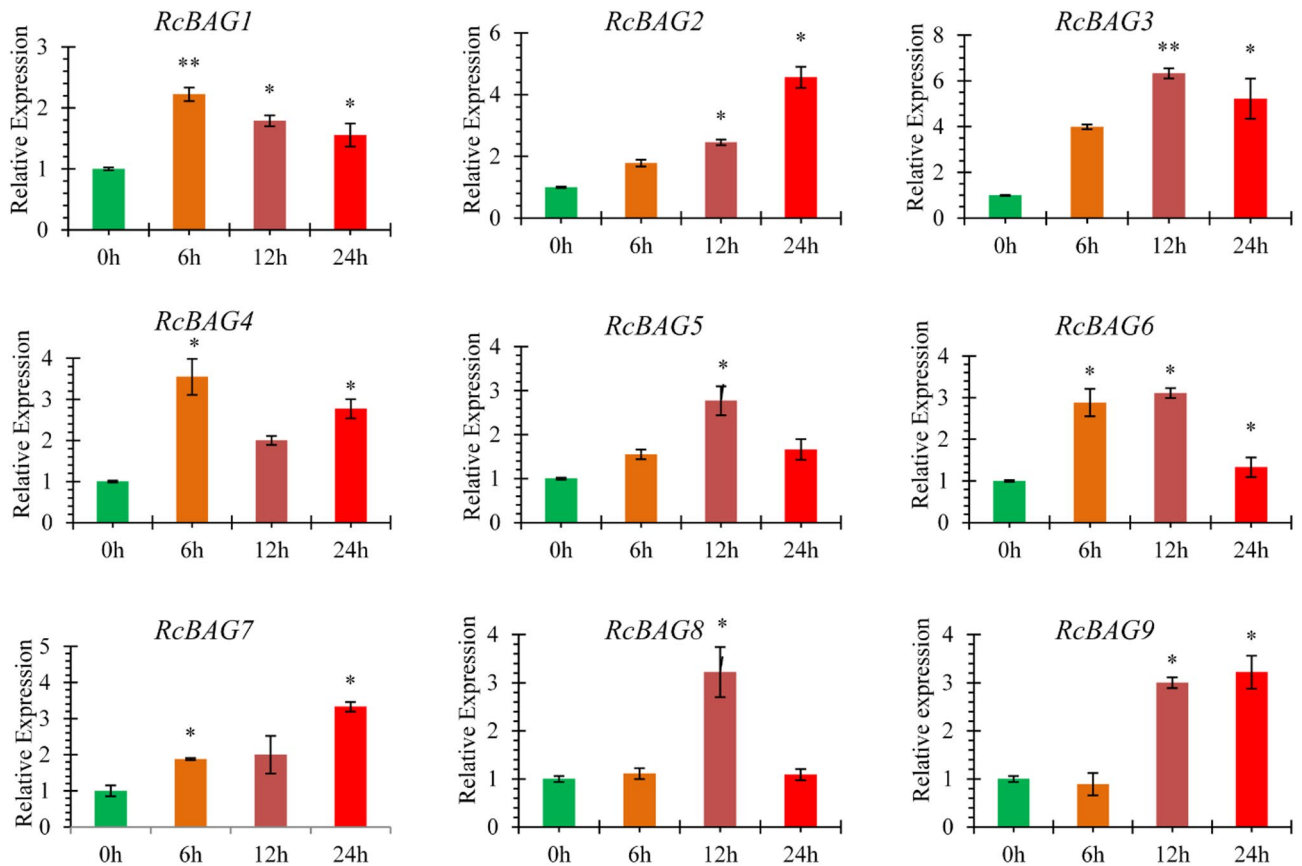 RcBAG1
Relative Expression
3
2
1
0
** * *
0h 6h 12h 24h
RcBAG2
Relative Expression
6
4
2
0
* *
0h 6h 12h 24h
RcBAG3
Relative Expression
8
6
4
2
0
** *
0h 6h 12h 24h
RcBAG4
Relative Expression
4
3
2
1
0
* *
0h 6h 12h 24h
RcBAG5
Relative Expression
4
3
2
1
0
*
0h 6h 12h 24h
RcBAG6
Relative Expression
4
3
2
1
0
* * *
0h 6h 12h 24h
RcBAG7
Relative Expression
5
4
3
2
1
0
* *
0h 6h 12h 24h
RcBAG8
Relative Expression
4
3
2
1
0
*
0h 6h 12h 24h
RcBAG9
Relative expression
4
3
2
1
0
* *
0h 6h 12h 24h